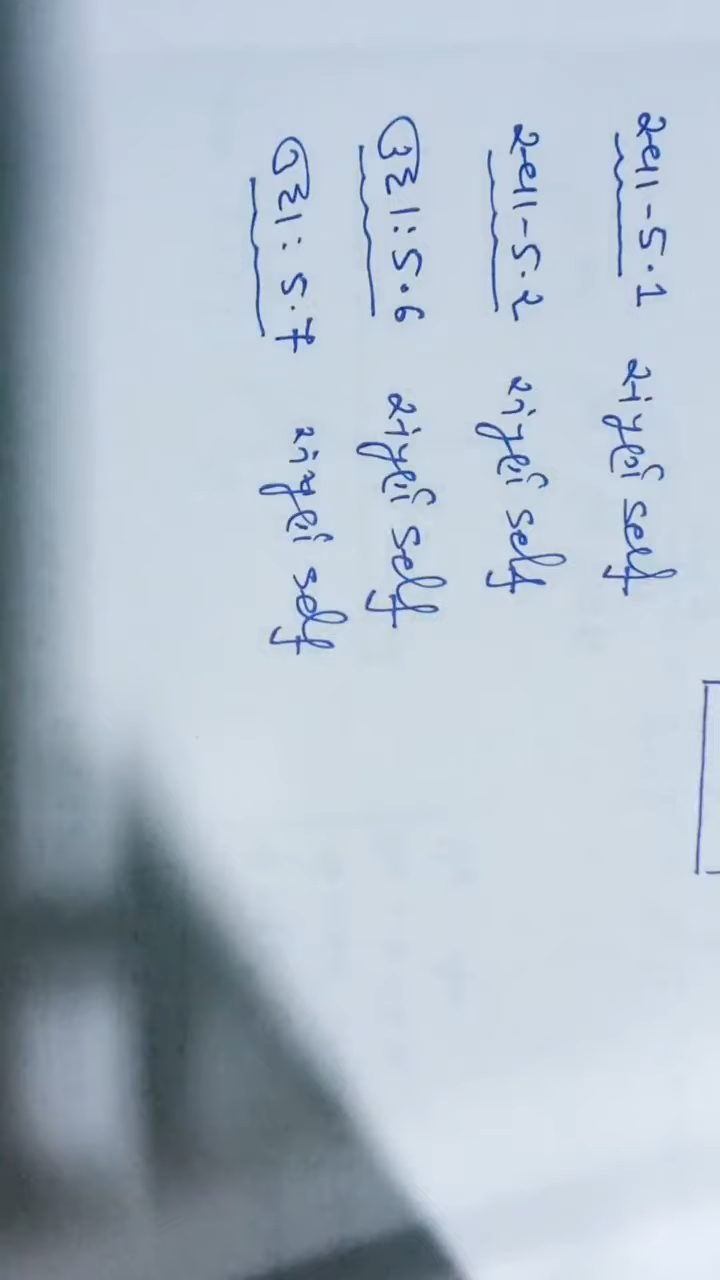 સ્વા-5.1 સંપૂર્ણ self
સ્વા-5.2 સંપૂર્ણ self
ઉદા: 5.6 સંપૂર્ણ self
ઉદા: 5.7 સંપૂર્ણ self